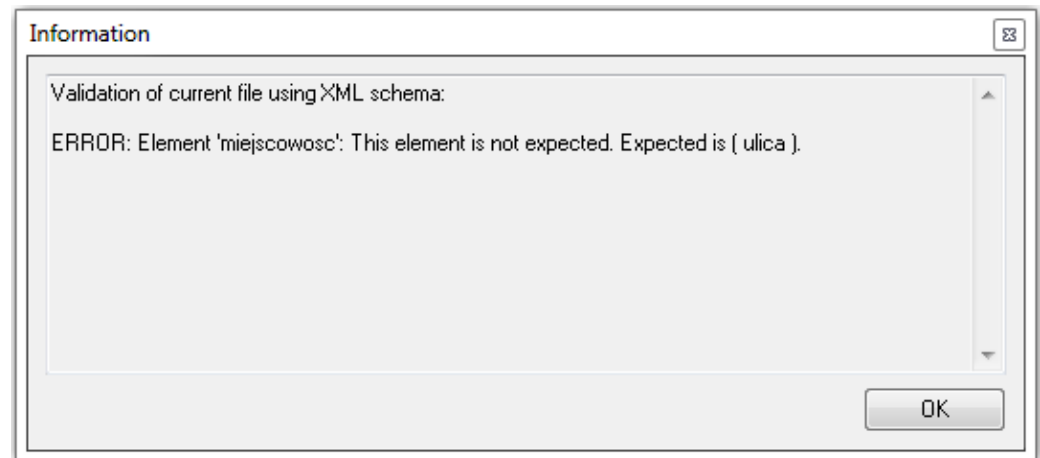 Information
Validation of current file using XML schema:
ERROR: Element 'miejscowosc': This element is not expected. Expected is ( ulica ).
OK